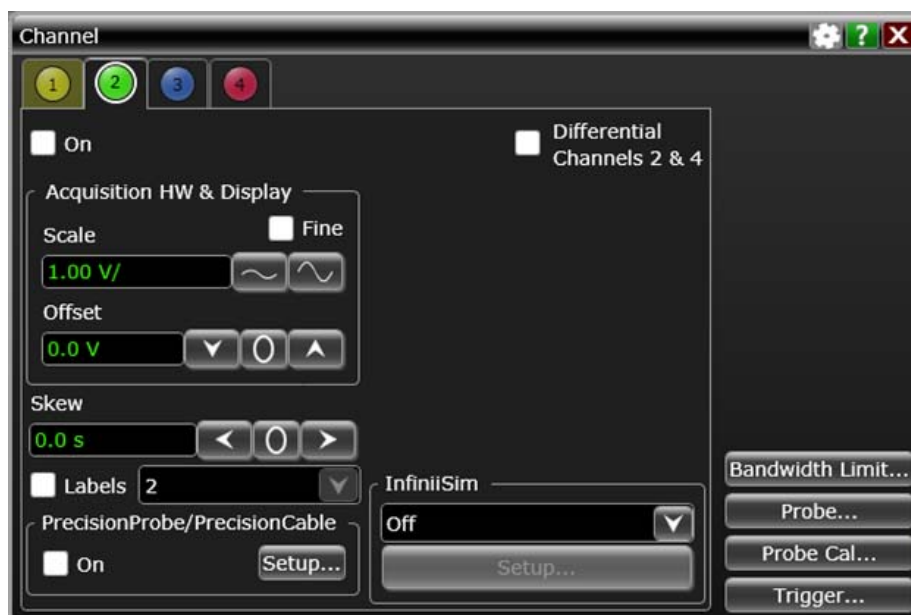 Channel
?
X
1 2 3 4
On
Differential
Channels 2 & 4
Acquisition HW & Display
Scale
Fine
1.00 V/
Offset
0.0 V
0
Skew
0.0 s
0
Labels
2
PrecisionProbe/PrecisionCable
On
Setup...
InfiniiSim
Off
Setup...
Bandwidth Limit...
Probe...
Probe Cal...
Trigger...